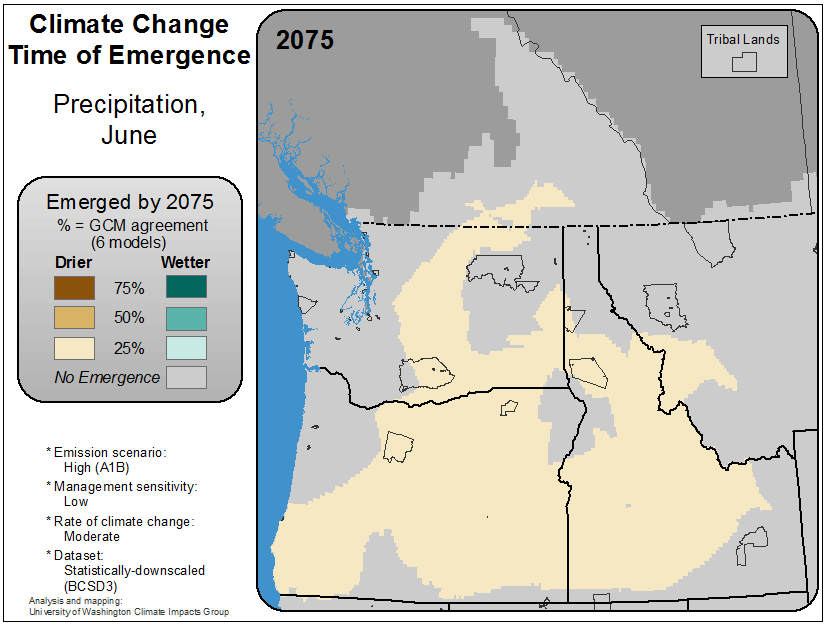 Climate Change
Time of Emergence
Precipitation,
June
Emerged by 2075
% = GCM agreement
(6 models)
Drier Wetter
75%
50%
25%
No Emergence
* Emission scenario:
High (A1B)
* Management sensitivity:
Low
* Rate of climate change:
Moderate
* Dataset:
Statistically-downscaled
(BCSD3)
Analysis and mapping:
University of Washington Climate Impacts Group
2075
Tribal Lands